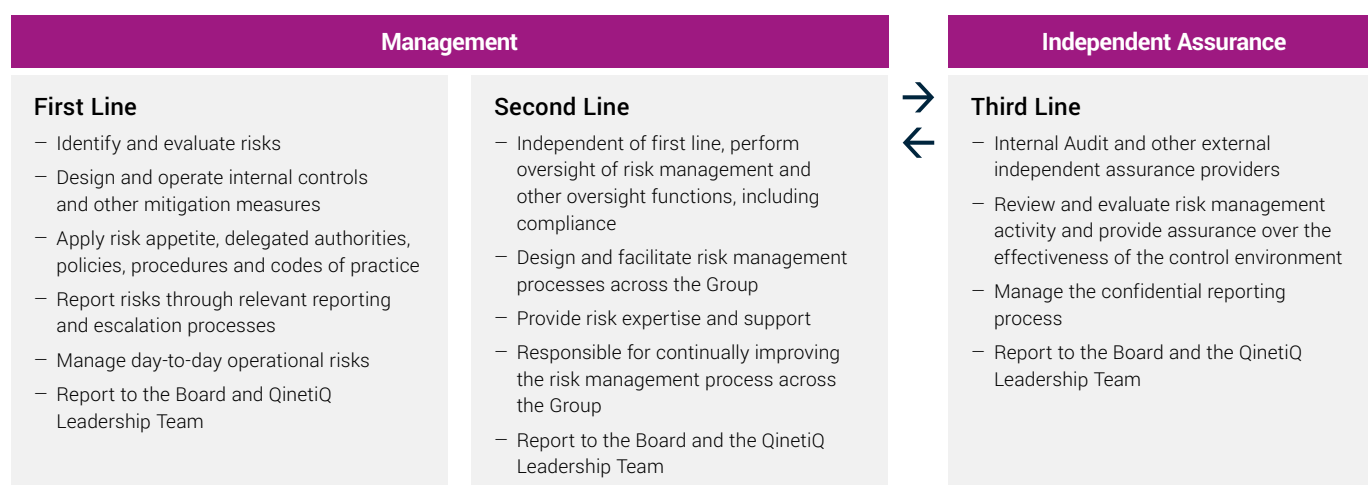 Management
First Line
— Identify and evaluate risks
— Design and operate internal controls
and other mitigation measures
— Apply risk appetite, delegated authorities,
policies, procedures and codes of practice
— Report risks through relevant reporting
and escalation processes
— Manage day-to-day operational risks
— Report to the Board and QinetiQ
Leadership Team
Second Line
— Independent of first line, perform
oversight of risk management and
other oversight functions, including
compliance
— Design and facilitate risk management
processes across the Group
— Provide risk expertise and support
— Responsible for continually improving
the risk management process across
the Group
— Report to the Board and the QinetiQ
Leadership Team
→
←
Independent Assurance
Third Line
— Internal Audit and other external
independent assurance providers
— Review and evaluate risk management
activity and provide assurance over the
effectiveness of the control environment
— Manage the confidential reporting
process
— Report to the Board and the QinetiQ
Leadership Team